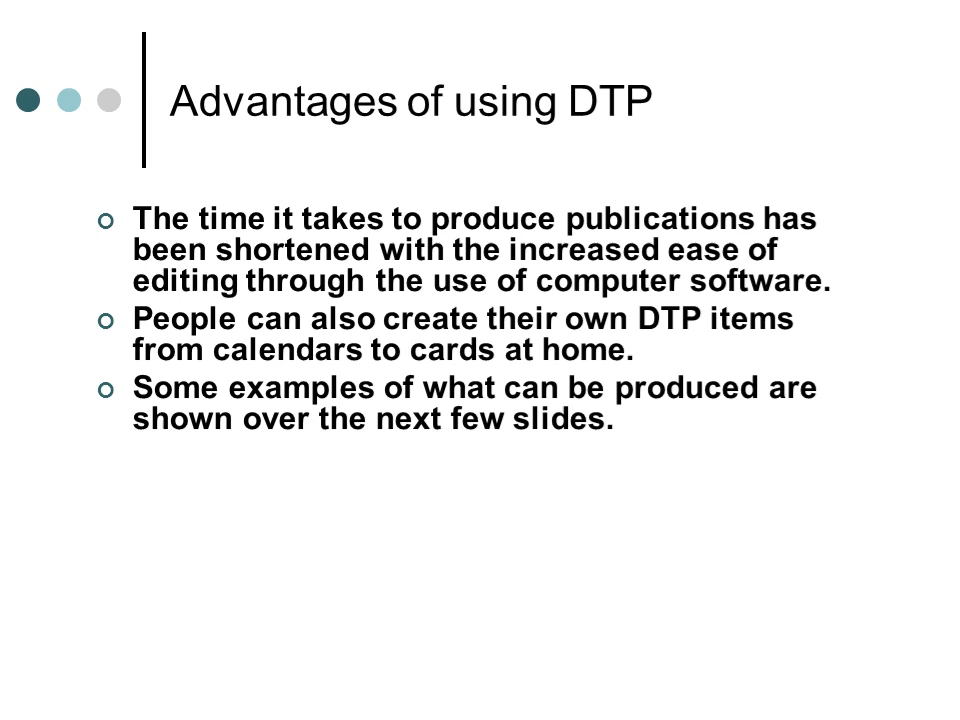 Advantages of using DTP
The time it takes to produce publications has
been shortened with the increased ease of
editing through the use of computer software.
People can also create their own DTP items
from calendars to cards at home.
Some examples of what can be produced are
shown over the next few slides.